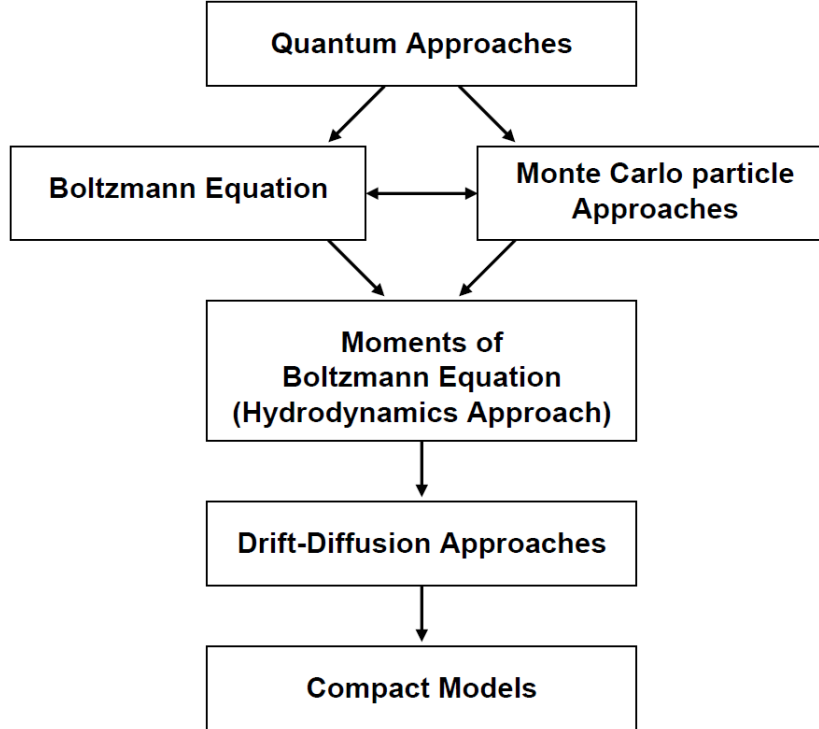 Quantum Approaches
Boltzmann Equation
Monte Carlo particle
Approaches
Moments of
Boltzmann Equation
(Hydrodynamics Approach)
Drift-Diffusion Approaches
Compact Models